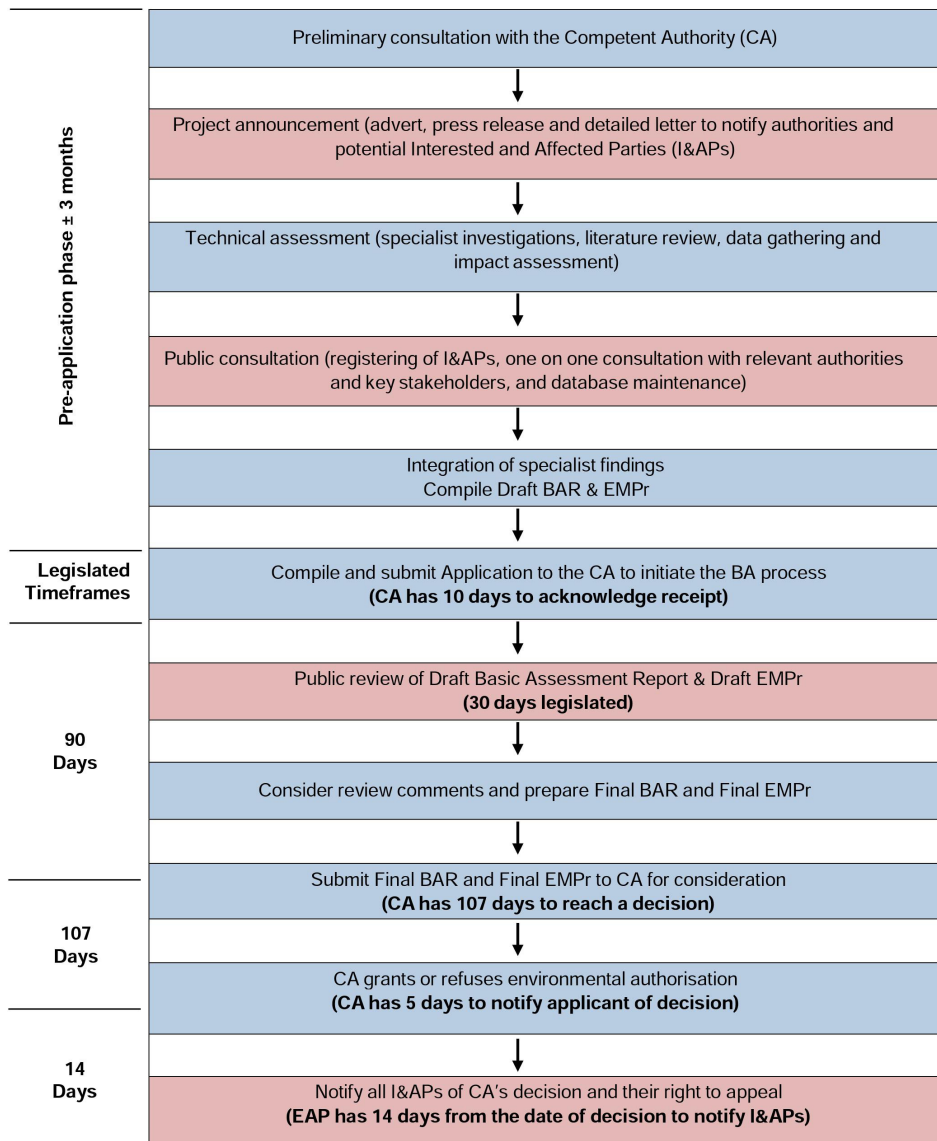 Pre-application phase ± 3 months
Preliminary consultation with the Competent Authority (CA)
Project announcement (advert, press release and detailed letter to notify authorities and
potential Interested and Affected Parties (I&APs)
Technical assessment (specialist investigations, literature review, data gathering and
impact assessment)
Public consultation (registering of I&APs, one on one consultation with relevant authorities
and key stakeholders, and database maintenance)
Integration of specialist findings
Compile Draft BAR & EMPr
Legislated
Timeframes
Compile and submit Application to the CA to initiate the BA process
(CA has 10 days to acknowledge receipt)
90
Days
Public review of Draft Basic Assessment Report & Draft EMPr
(30 days legislated)
Consider review comments and prepare Final BAR and Final EMPr
Submit Final BAR and Final EMPr to CA for consideration
(CA has 107 days to reach a decision)
107
Days
CA grants or refuses environmental authorisation
(CA has 5 days to notify applicant of decision)
14
Days
Notify all I&APs of CA's decision and their right to appeal
(EAP has 14 days from the date of decision to notify I&APs)